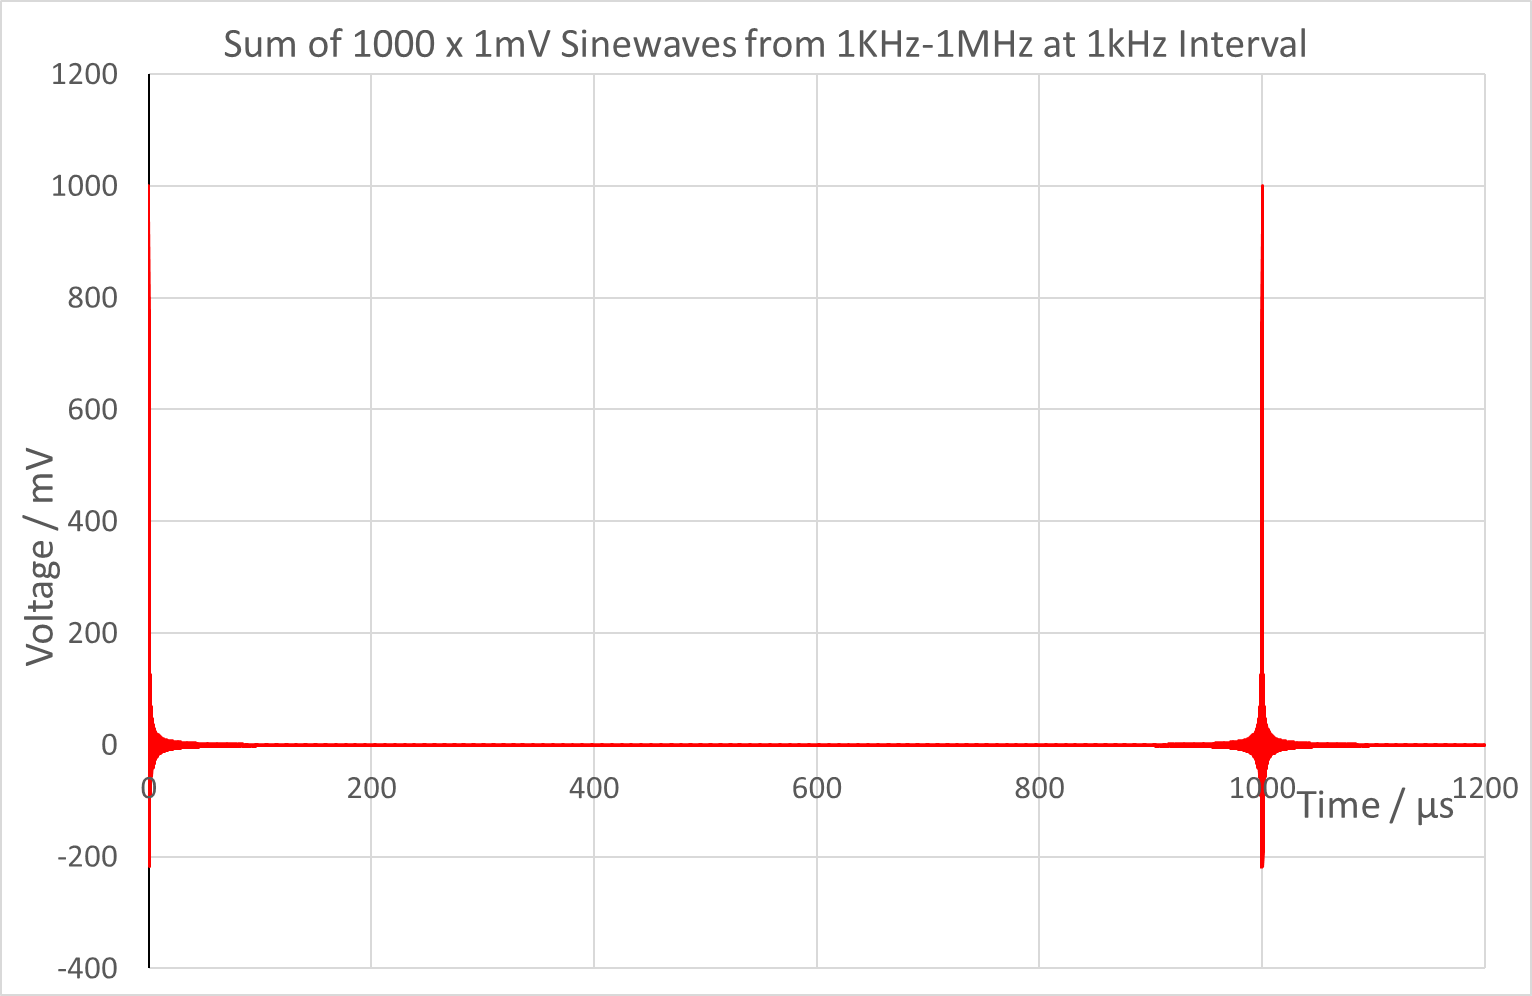 Sum of 1000 x 1mV Sinewaves from 1KHz-1MHz at 1kHz Interval
1200
1000
800
600
400
200
0
-200
-400
Voltage / mV
0 200 400 600 800 1000 1200
Time / µs